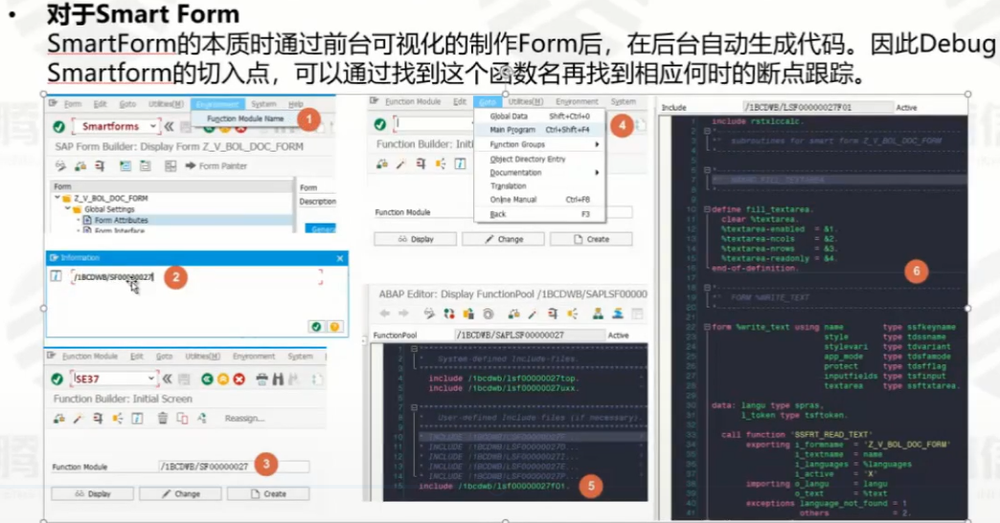 • 对于Smart Form
SmartForm的本质时通过前台可视化的制作Form后，在后台自动生成代码。因此Debug
Smartform的切入点，可以通过找到这个函数名再找到相应何时的断点跟踪。
Form Edit Goto Utilities(M) Environment System Help
Function Module Name
1
Smartforms
SAP Form Builder: Display Form Z_V_BOL_DOC_FORM
Form Painter
Form
Z_V_BOL_DOC_FORM
Global Settings
Form Attributes
Form Interface
Form
Description
Information
/1BCDWB/SF00000027
2
Function Module Edit Goto Utilities(M) Environment System
SE37
Function Builder: Initial Screen
Reassign...
Function Module /1BCDWB/SF00000027
3
Display Change Create
Function Module Edit Goto Utilities(M) Environment System
Global Data Shift+Ctrl+0
Main Program Ctrl+Shift+F4
Function Groups
Object Directory Entry
Documentation
Translation
Online Manual Ctrl+F8
Back F3
4
Function Builder: Initi
Function Module
Display Change Create
ABAP Editor: Display FunctionPool /1BCDWB/SAPLSF00000
FunctionPool /1BCDWB/SAPLSF00000027 Active
* System-defined Include-files.
include /1bcdwb/lsf00000027top.
include /1bcdwb/lsf00000027uxx.
* User-defined Include files (if necessary).
* INCLUDE /1BCDWB/LSF00000027F
* INCLUDE /1BCDWB/LSF00000027O...
* INCLUDE /1BCDWB/LSF00000027I...
* INCLUDE /1BCDWB/LSF00000027E...
include /1bcdwb/lsf00000027f01.
5
Include /1BCDWB/LSF00000027F01 Active
include rstxlccaic.
subroutines for smart form Z_V_BOL_DOC_FORM
define fill_textarea.
clear %textarea.
%textarea-enabled = &1.
%textarea-ncols = &2.
%textarea-nrows = &3.
%textarea-readonly = &4.
end-of-definition.
6
FORM %WRITE_TEXT
form %write_text using name type ssfkeyname
style type tdssname
stylevari type tdvariant
app_mode type tdsfamode
protect type tdsfflag
inputfields type tsfinput
textarea type ssftxtarea.
data: langu type spras,
l_token type tsftoken.
call function 'SSFRT_READ_TEXT'
exporting i_formname = 'Z_V_BOL_DOC_FORM'
i_textname = name
i_languages = %languages
i_active = 'X'
importing o_langu = langu
o_text = %text
exceptions language_not_found = 1
others = 2.